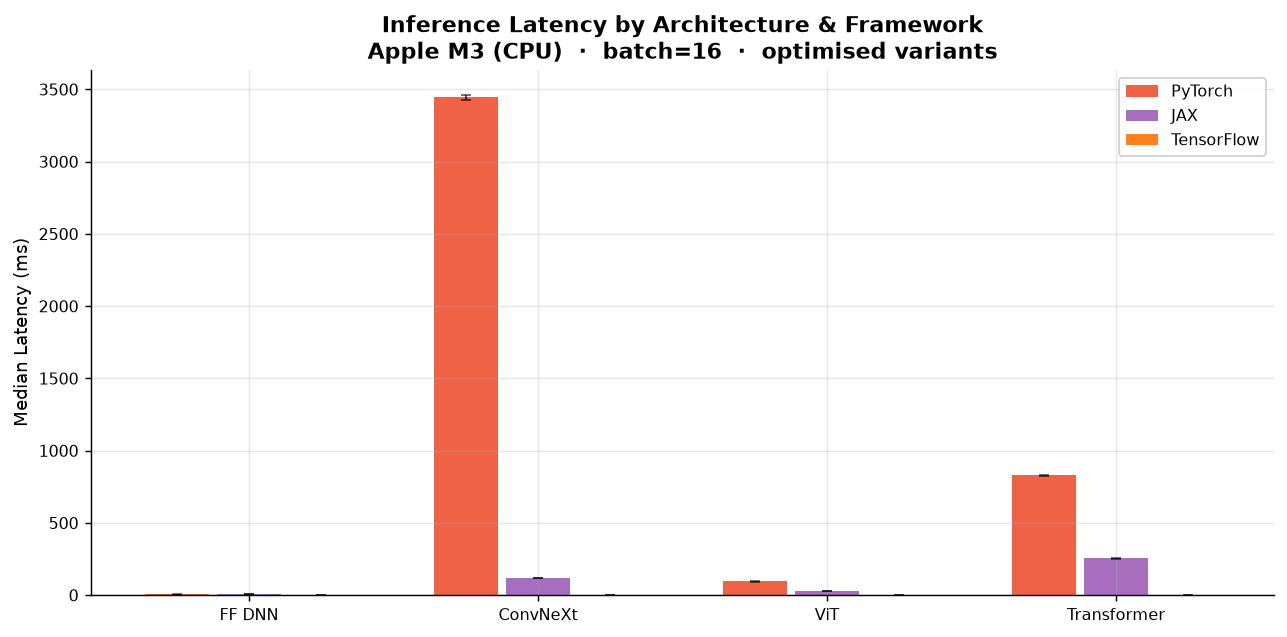 Inference Latency by Architecture & Framework
Apple M3 (CPU)  ·  batch=16  ·  optimised variants
PyTorch
JAX
TensorFlow
Median Latency (ms)
3500
3000
2500
2000
1500
1000
500
0
FF DNN
ConvNeXt
ViT
Transformer